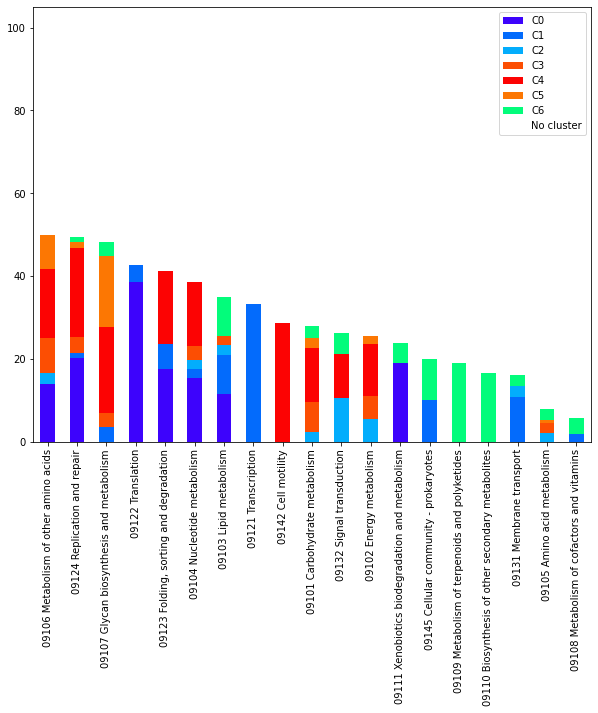 100
80
60
40
20
0
C0
C1
C2
C3
C4
C5
C6
No cluster
09106 Metabolism of other amino acids
09124 Replication and repair
09107 Glycan biosynthesis and metabolism
09122 Translation
09123 Folding, sorting and degradation
09104 Nucleotide metabolism
09103 Lipid metabolism
09121 Transcription
09142 Cell motility
09101 Carbohydrate metabolism
09132 Signal transduction
09102 Energy metabolism
09111 Xenobiotics biodegradation and metabolism
09145 Cellular community - prokaryotes
09109 Metabolism of terpenoids and polyketides
09110 Biosynthesis of other secondary metabolites
09131 Membrane transport
09105 Amino acid metabolism
09108 Metabolism of cofactors and vitamins